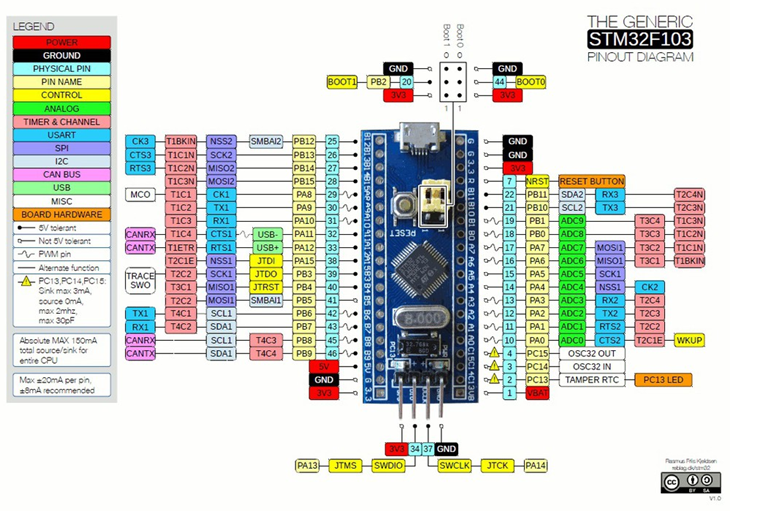 LEGEND
POWER
GROUND
PHYSICAL PIN
PIN NAME
CONTROL
ANALOG
TIMER & CHANNEL
USART
SPI
I2C
CAN BUS
USB
MISC
BOARD HARDWARE
5V tolerant
Not 5V tolerant
PWM pin
Alternate function
PC13,PC14,PC15:
Sink max 3mA,
source 0mA,
max 2mhz,
max 30pF
Absolute MAX 150mA
total source/sink for
entire CPU
Max ±20mA per pin,
±8mA recommended
THE GENERIC
STM32F103
PINOUT DIAGRAM
Boot 1 Boot 0
GND GND
BOOT1 PB2 20 44 BOOT0
3V3 3V3
1 1
CK3 T1BKIN NSS2 SMBAI2 PB12 25
CTS3 T1C1N SCK2 PB13 26
RTS3 T1C2N MISO2 PB14 27
T1C3N MOSI2 PB15 28
MCO T1C1 CK1 PA8 29
T1C2 TX1 PA9 30
T1C3 RX1 PA10 31
CANRX T1C4 CTS1 USB- PA11 32
CANTX T1ETR RTS1 USB+ PA12 33
T2C1E NSS1 JTDI PA15 38
TRACE
SWO
T2C2 SCK1 JTDO PB3 39
T3C1 MISO1 JTRST PB4 40
T3C2 MOSI1 SMBAI1 PB5 41
TX1 T4C1 SCL1 PB6 42
RX1 T4C2 SDA1 PB7 43
CANRX SCL1 T4C3 PB8 45
CANTX SDA1 T4C4 PB9 46
5V
GND
3V3
GND
GND
3V3
7 NRST RESET BUTTON
22 PB11 SDA2 RX3 T2C4N
21 PB10 SCL2 TX3 T2C3N
19 PB1 ADC9 T3C4 T1C3N
18 PB0 ADC8 T3C3 T1C2N
17 PA7 ADC7 MOSI1 T3C2 T1C1N
16 PA6 ADC6 MISO1 T3C1 T1BKIN
15 PA5 ADC5 SCK1
14 PA4 ADC4 NSS1 CK2
13 PA3 ADC3 RX2 T2C4
12 PA2 ADC2 TX2 T2C3
11 PA1 ADC1 RTS2 T2C2
10 PA0 ADC0 CTS2 T2C1E WKUP
4 PC15 OSC32 OUT
3 PC14 OSC32 IN
2 PC13 TAMPER RTC PC13 LED
1 VBAT
RESET
8-000
3V3 34 37 GND
PA13 JTMS SWDIO SWCLK JTCK PA14
CC BY SA
V1.0